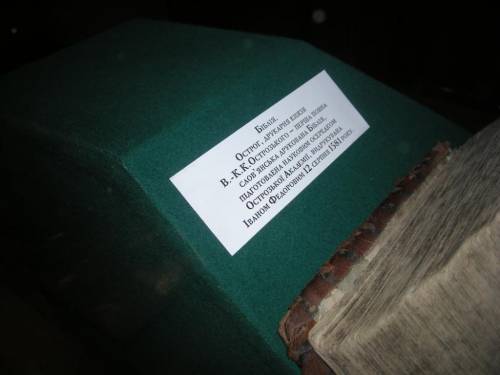 Біблія.
Острог, друкарня князя
В.-К.К.Острозького – перша повна
слов'янська друкована Біблія,
підготовлена науковим осередком
Острозької Академії, видрукувана
Іваном Федоровим 12 серпня 1581 року.